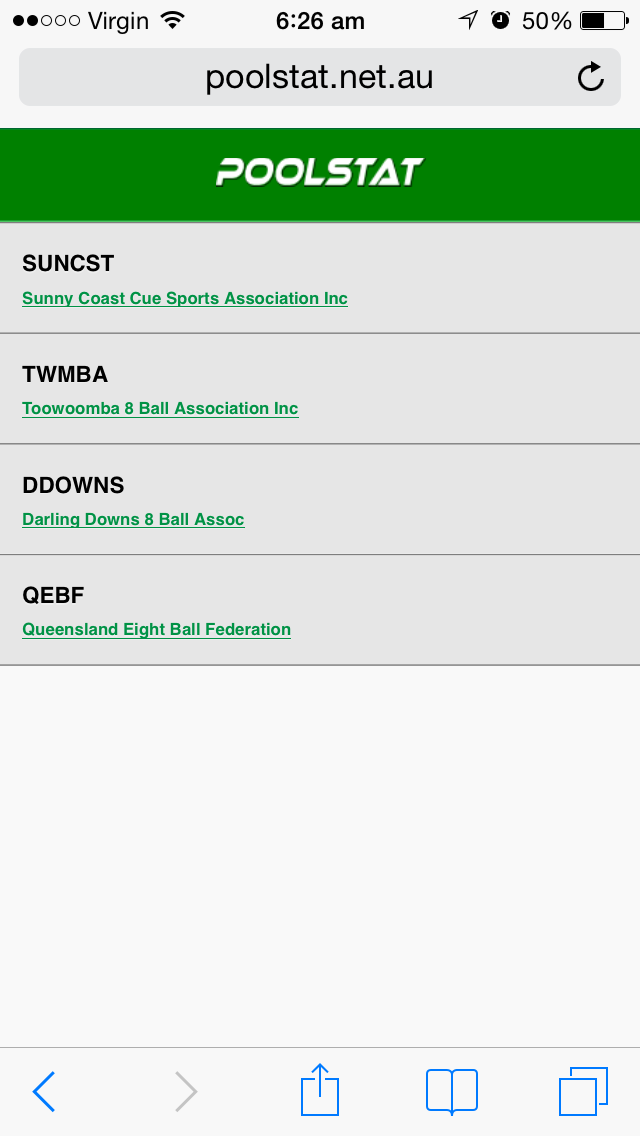 Virgin 6:26 am 50%
poolstat.net.au
POOLSTAT
SUNCST
Sunny Coast Cue Sports Association Inc
TWMBA
Toowoomba 8 Ball Association Inc
DDOWNS
Darling Downs 8 Ball Assoc
QEBF
Queensland Eight Ball Federation